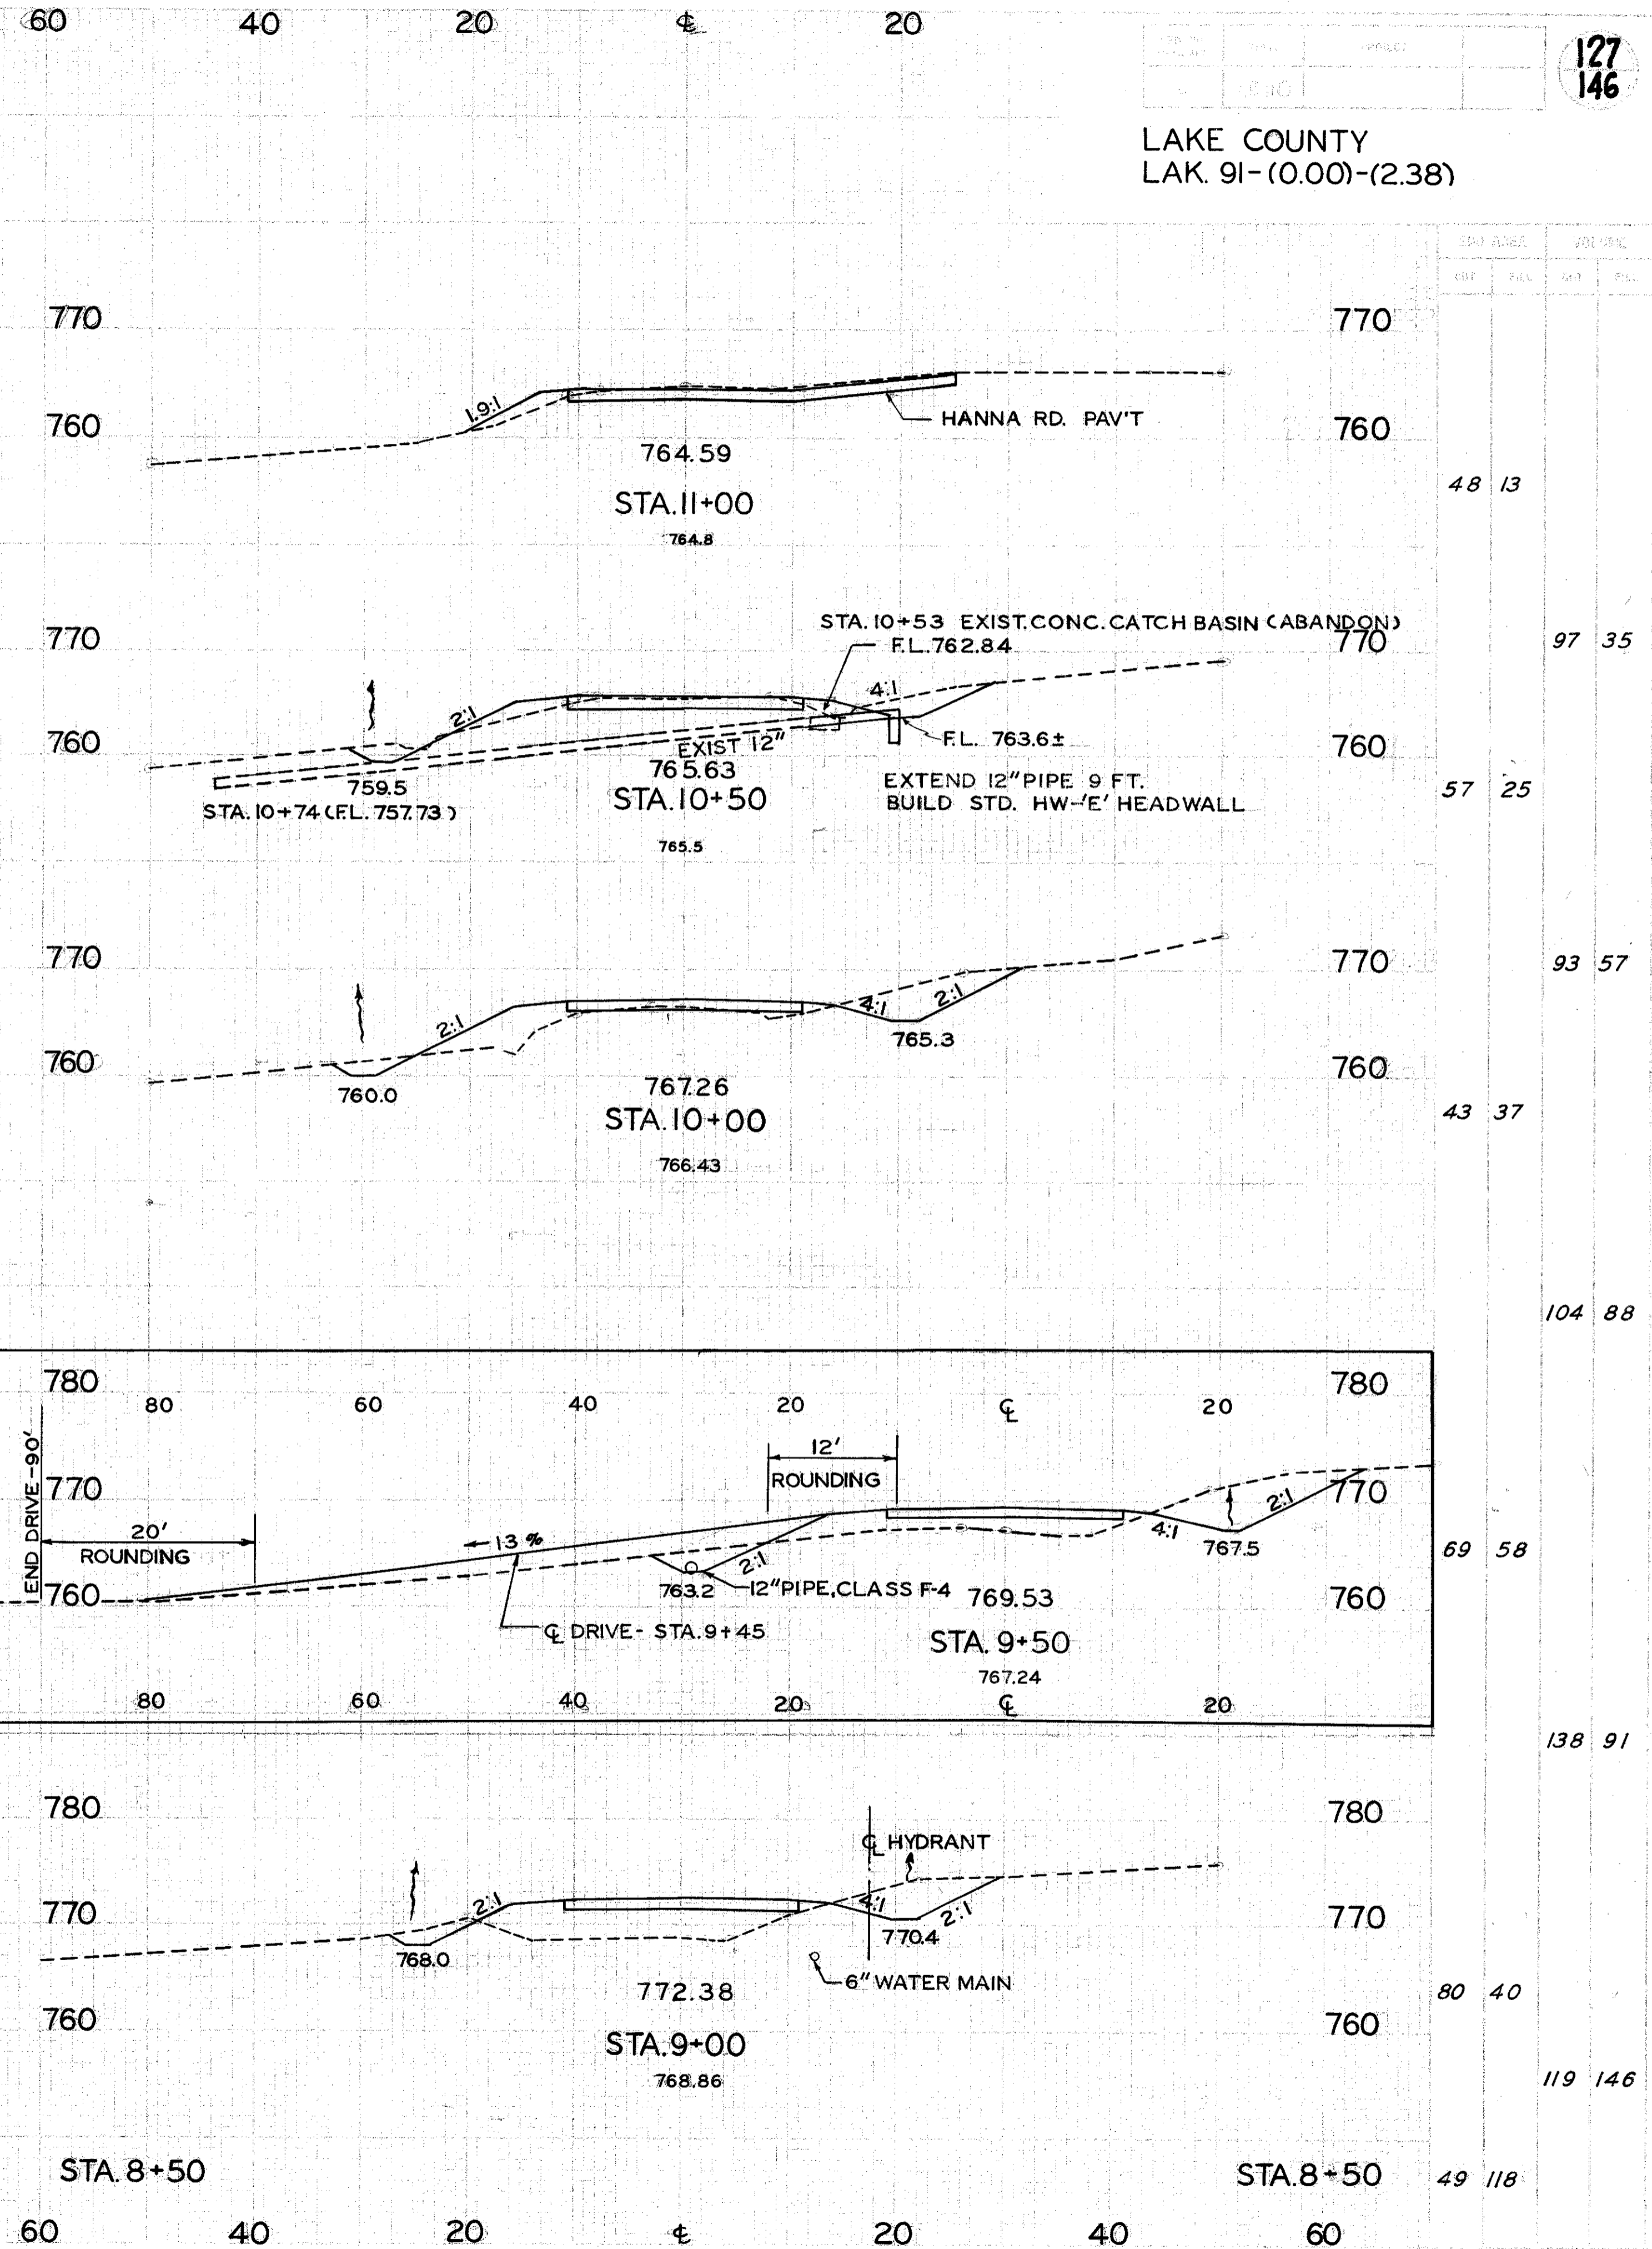 60 40 20 ℄ 20
127
146
LAKE COUNTY
LAK. 91-(0.00)-(2.38)
770 770
1.9:1
760 760
HANNA RD. PAV'T
764.59
48 13
STA. 11+00
764.8
STA. 10+53 EXIST. CONC. CATCH BASIN (ABANDON)
770 770
97 35
F.L. 762.84
4:1
2:1
760 760
F.L. 763.6±
EXIST 12"
765.63
759.5
EXTEND 12" PIPE 9 FT.
57 25
STA. 10+50
BUILD STD. HW-'E' HEADWALL
STA. 10+74 (F.L. 757.73)
765.5
770 770
93 57
4:1
2:1
2:1
765.3
760 760
760.0
767.26
43 37
STA. 10+00
766.43
104 88
780 780
80 60 40 20 ℄ 20
12'
ROUNDING
END DRIVE-90'
770 770
2:1
20'
ROUNDING
13 %
4:1
767.5
69 58
2:1
763.2
12" PIPE, CLASS F-4
769.53
760 760
℄ DRIVE - STA. 9+45
STA. 9+50
767.24
80 60 40 20 ℄ 20
138 91
780 780
℄ HYDRANT
2:1
4:1
2:1
770 770
770.4
768.0
6" WATER MAIN
772.38
80 40
760 760
STA. 9+00
768.86
119 146
STA. 8+50 STA. 8+50
49 118
60 40 20 ℄ 20 40 60